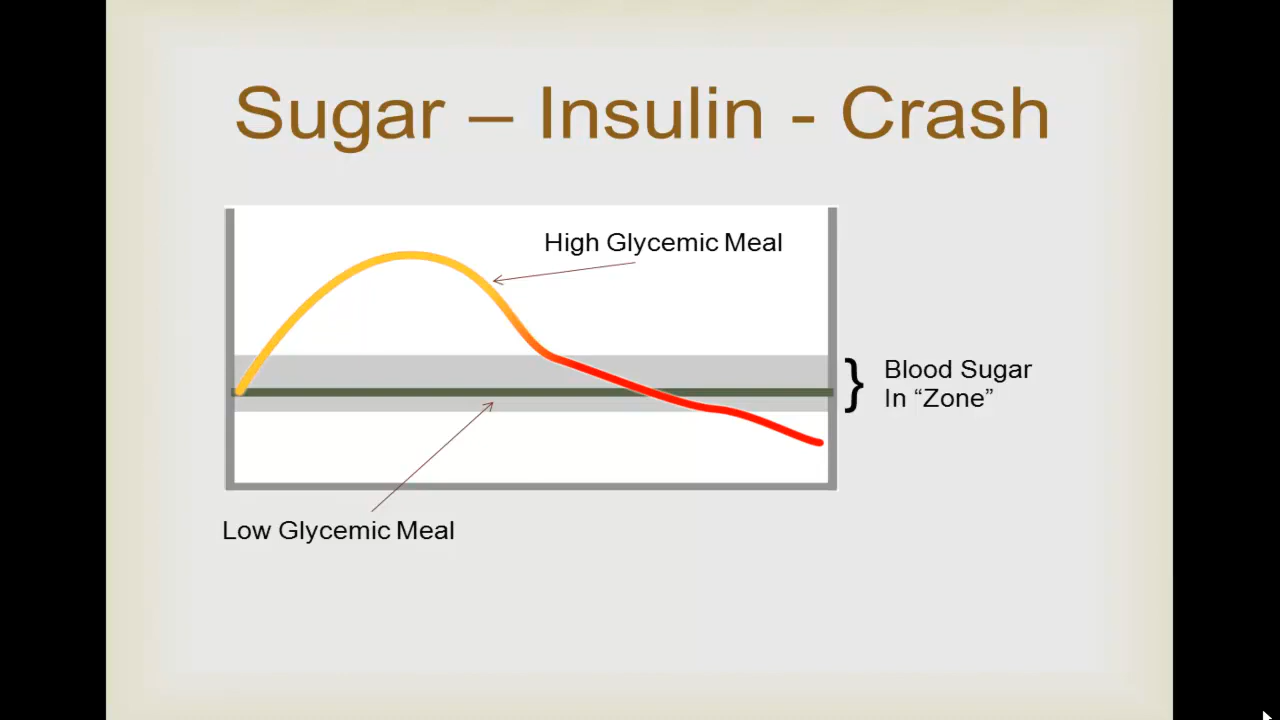 Sugar – Insulin - Crash
High Glycemic Meal
Blood Sugar
In “Zone”
Low Glycemic Meal